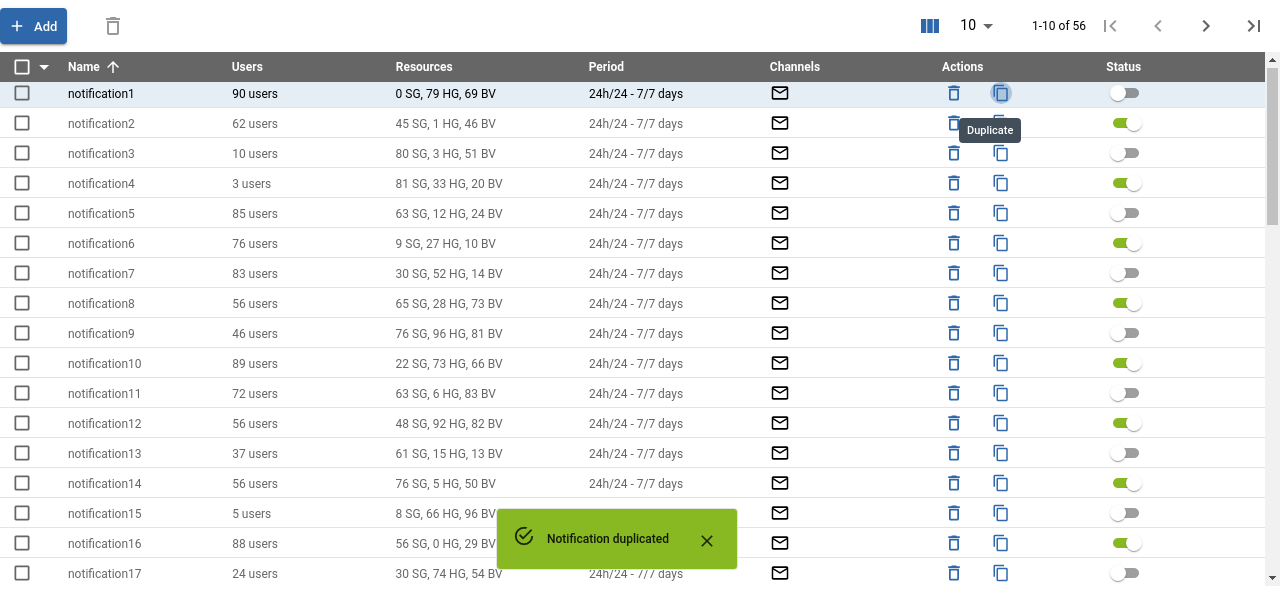 Add
10
1-10 of 56
Name Users Resources Period Channels Actions Status
notification1 90 users 0 SG, 79 HG, 69 BV 24h/24 - 7/7 days
notification2 62 users 45 SG, 1 HG, 46 BV 24h/24 - 7/7 days
Duplicate
notification3 10 users 80 SG, 3 HG, 51 BV 24h/24 - 7/7 days
notification4 3 users 81 SG, 33 HG, 20 BV 24h/24 - 7/7 days
notification5 85 users 63 SG, 12 HG, 24 BV 24h/24 - 7/7 days
notification6 76 users 9 SG, 27 HG, 10 BV 24h/24 - 7/7 days
notification7 83 users 30 SG, 52 HG, 14 BV 24h/24 - 7/7 days
notification8 56 users 65 SG, 28 HG, 73 BV 24h/24 - 7/7 days
notification9 46 users 76 SG, 96 HG, 81 BV 24h/24 - 7/7 days
notification10 89 users 22 SG, 73 HG, 66 BV 24h/24 - 7/7 days
notification11 72 users 63 SG, 6 HG, 83 BV 24h/24 - 7/7 days
notification12 56 users 48 SG, 92 HG, 82 BV 24h/24 - 7/7 days
notification13 37 users 61 SG, 15 HG, 13 BV 24h/24 - 7/7 days
notification14 56 users 76 SG, 5 HG, 50 BV 24h/24 - 7/7 days
notification15 5 users 8 SG, 66 HG, 96 BV
notification16 88 users 56 SG, 0 HG, 29 BV
Notification duplicated
notification17 24 users 30 SG, 74 HG, 54 BV 24h/24 - 7/7 days